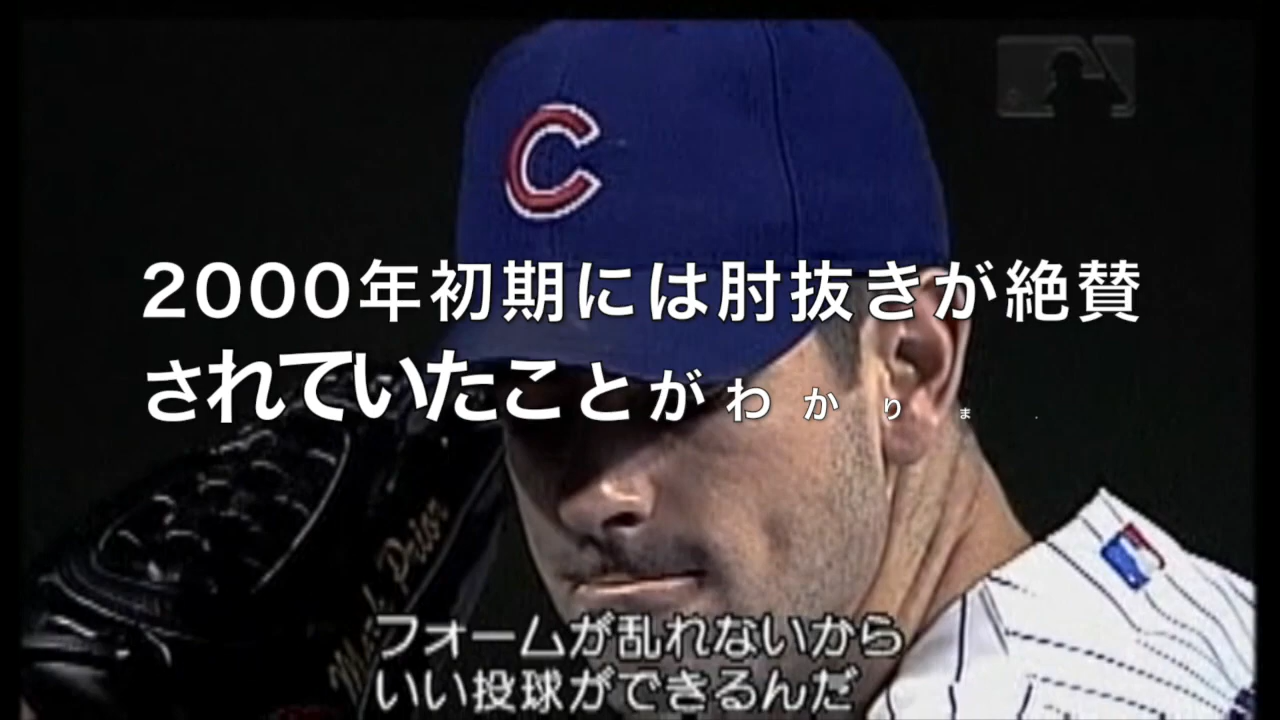 C
2000年初期には肘抜きが絶賛
されていたことがわかりま
Mark Prior
フォームが乱れないから
いい投球ができるんだ